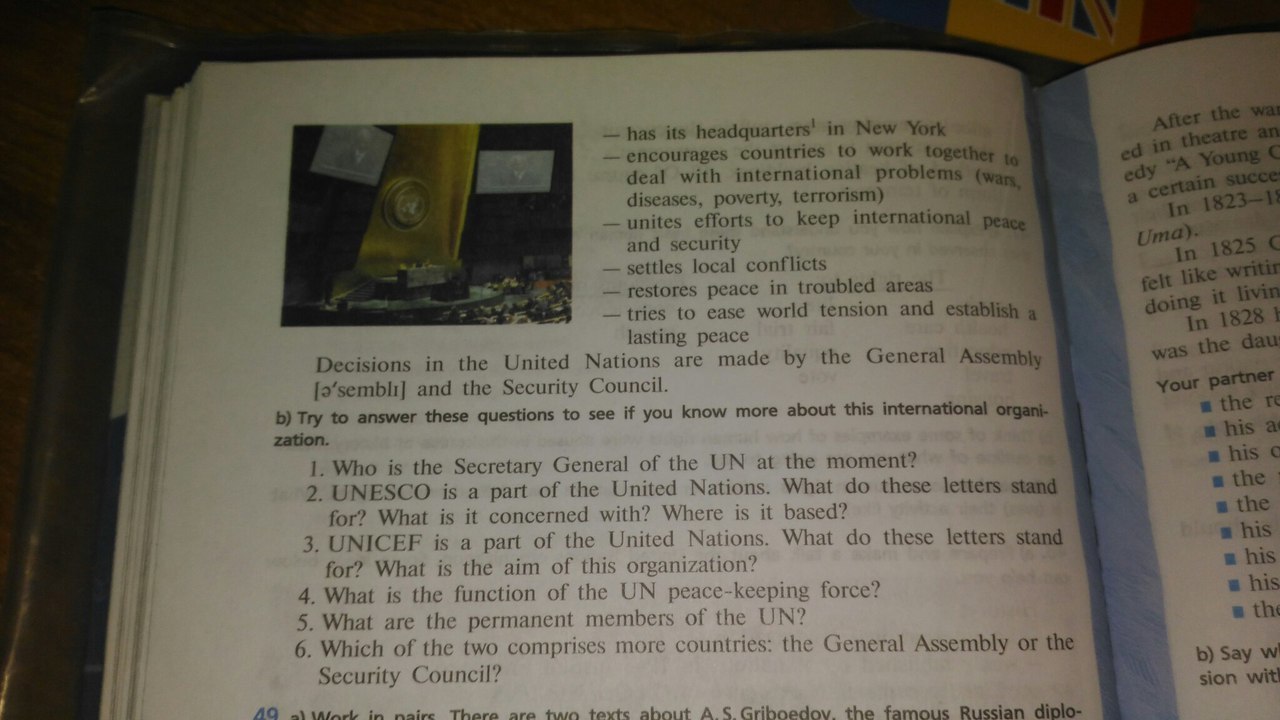 — has its headquarters¹ in New York
— encourages countries to work together to
deal with international problems (wars,
diseases, poverty, terrorism)
— unites efforts to keep international peace
and security
— settles local conflicts
— restores peace in troubled areas
— tries to ease world tension and establish a
lasting peace
Decisions in the United Nations are made by the General Assembly
[ə′semblı] and the Security Council.
b) Try to answer these questions to see if you know more about this international organi-
zation.
1. Who is the Secretary General of the UN at the moment?
2. UNESCO is a part of the United Nations. What do these letters stand
for? What is it concerned with? Where is it based?
3. UNICEF is a part of the United Nations. What do these letters stand
for? What is the aim of this organization?
4. What is the function of the UN peace-keeping force?
5. What are the permanent members of the UN?
6. Which of the two comprises more countries: the General Assembly or the
Security Council?
49 a) Work in pairs. There are two texts about A. S. Griboedov, the famous Russian diplo-
After the wa
ed in theatre an
edy “A Young
a certain succe
In 1823–18
Uma).
In 1825
felt like writin
doing it livin
In 1828
was the dau
Your partner
■ the re
■ his a
■ his
■ the
■ the
■ his
■ his
■ his
■ the
b) Say w
sion with